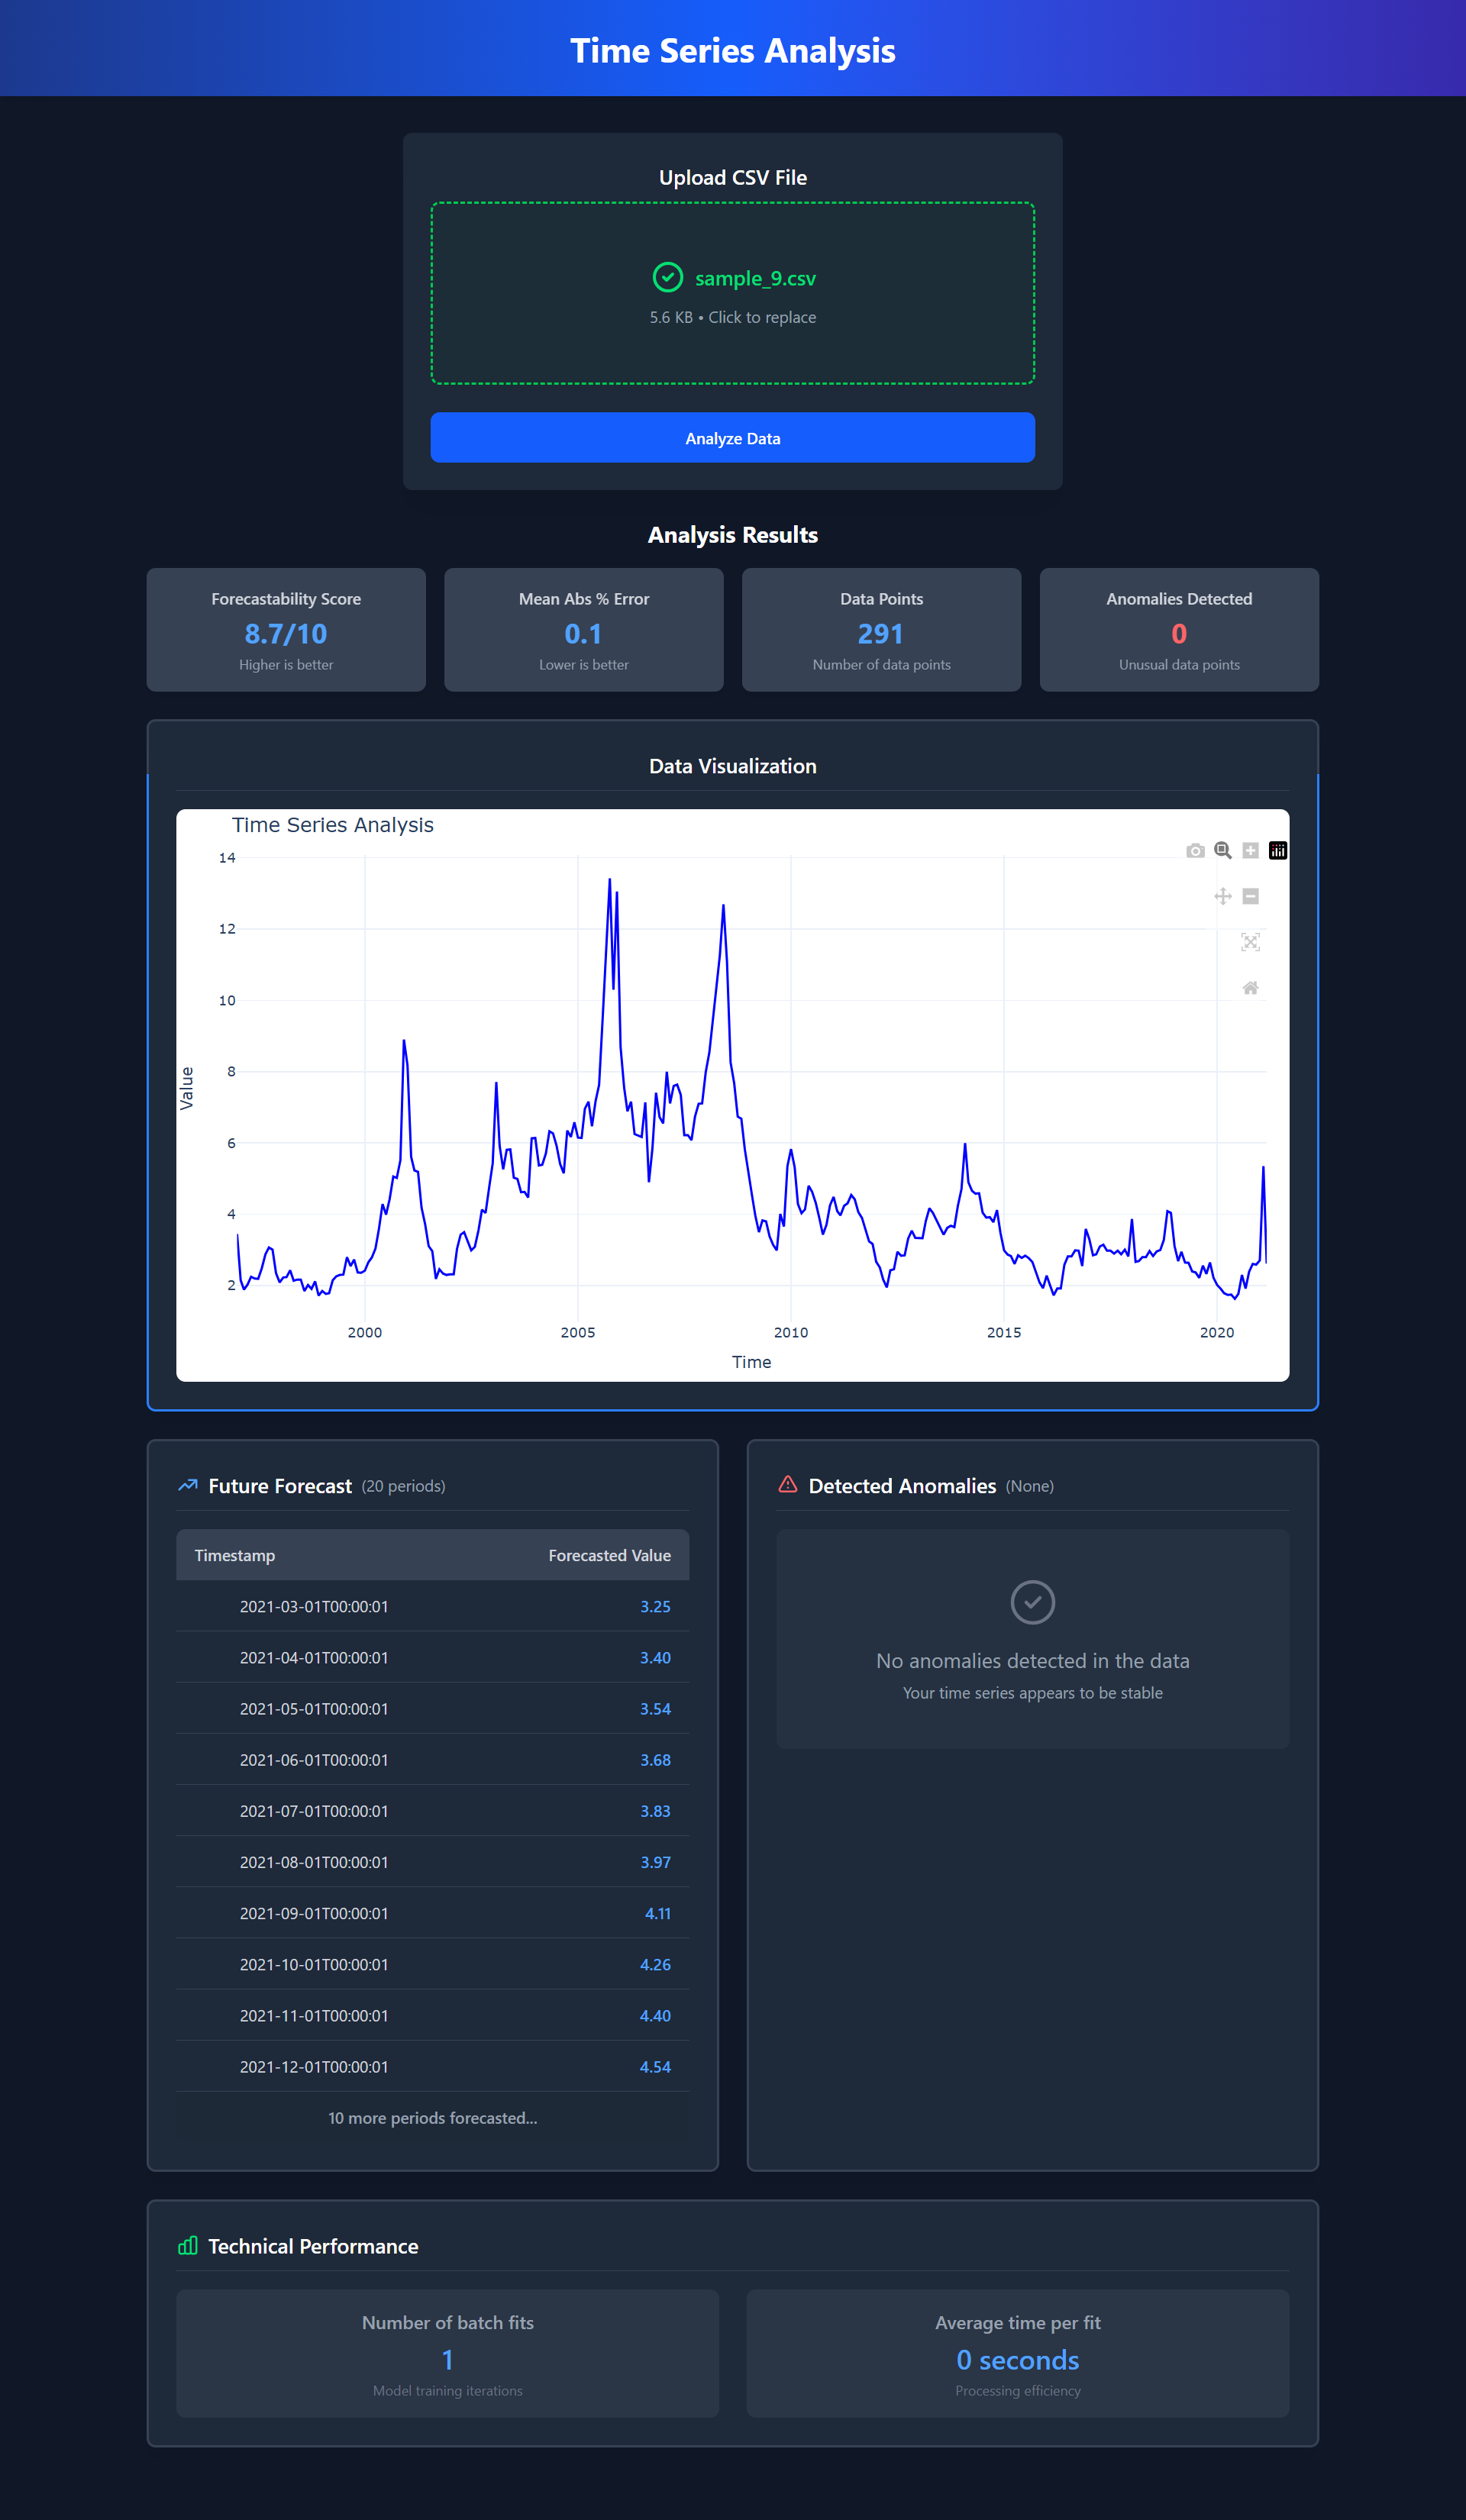 Time Series Analysis
Upload CSV File
sample_9.csv
5.6 KB • Click to replace
Analyze Data
Analysis Results
Forecastability Score
8.7/10
Higher is better
Mean Abs % Error
0.1
Lower is better
Data Points
291
Number of data points
Anomalies Detected
0
Unusual data points
Data Visualization
Time Series Analysis
14
12
10
8
6
4
2
Value
2000
2005
2010
2015
2020
Time
Future Forecast (20 periods)
Timestamp Forecasted Value
2021-03-01T00:00:01 3.25
2021-04-01T00:00:01 3.40
2021-05-01T00:00:01 3.54
2021-06-01T00:00:01 3.68
2021-07-01T00:00:01 3.83
2021-08-01T00:00:01 3.97
2021-09-01T00:00:01 4.11
2021-10-01T00:00:01 4.26
2021-11-01T00:00:01 4.40
2021-12-01T00:00:01 4.54
10 more periods forecasted...
Detected Anomalies (None)
No anomalies detected in the data
Your time series appears to be stable
Technical Performance
Number of batch fits
1
Model training iterations
Average time per fit
0 seconds
Processing efficiency